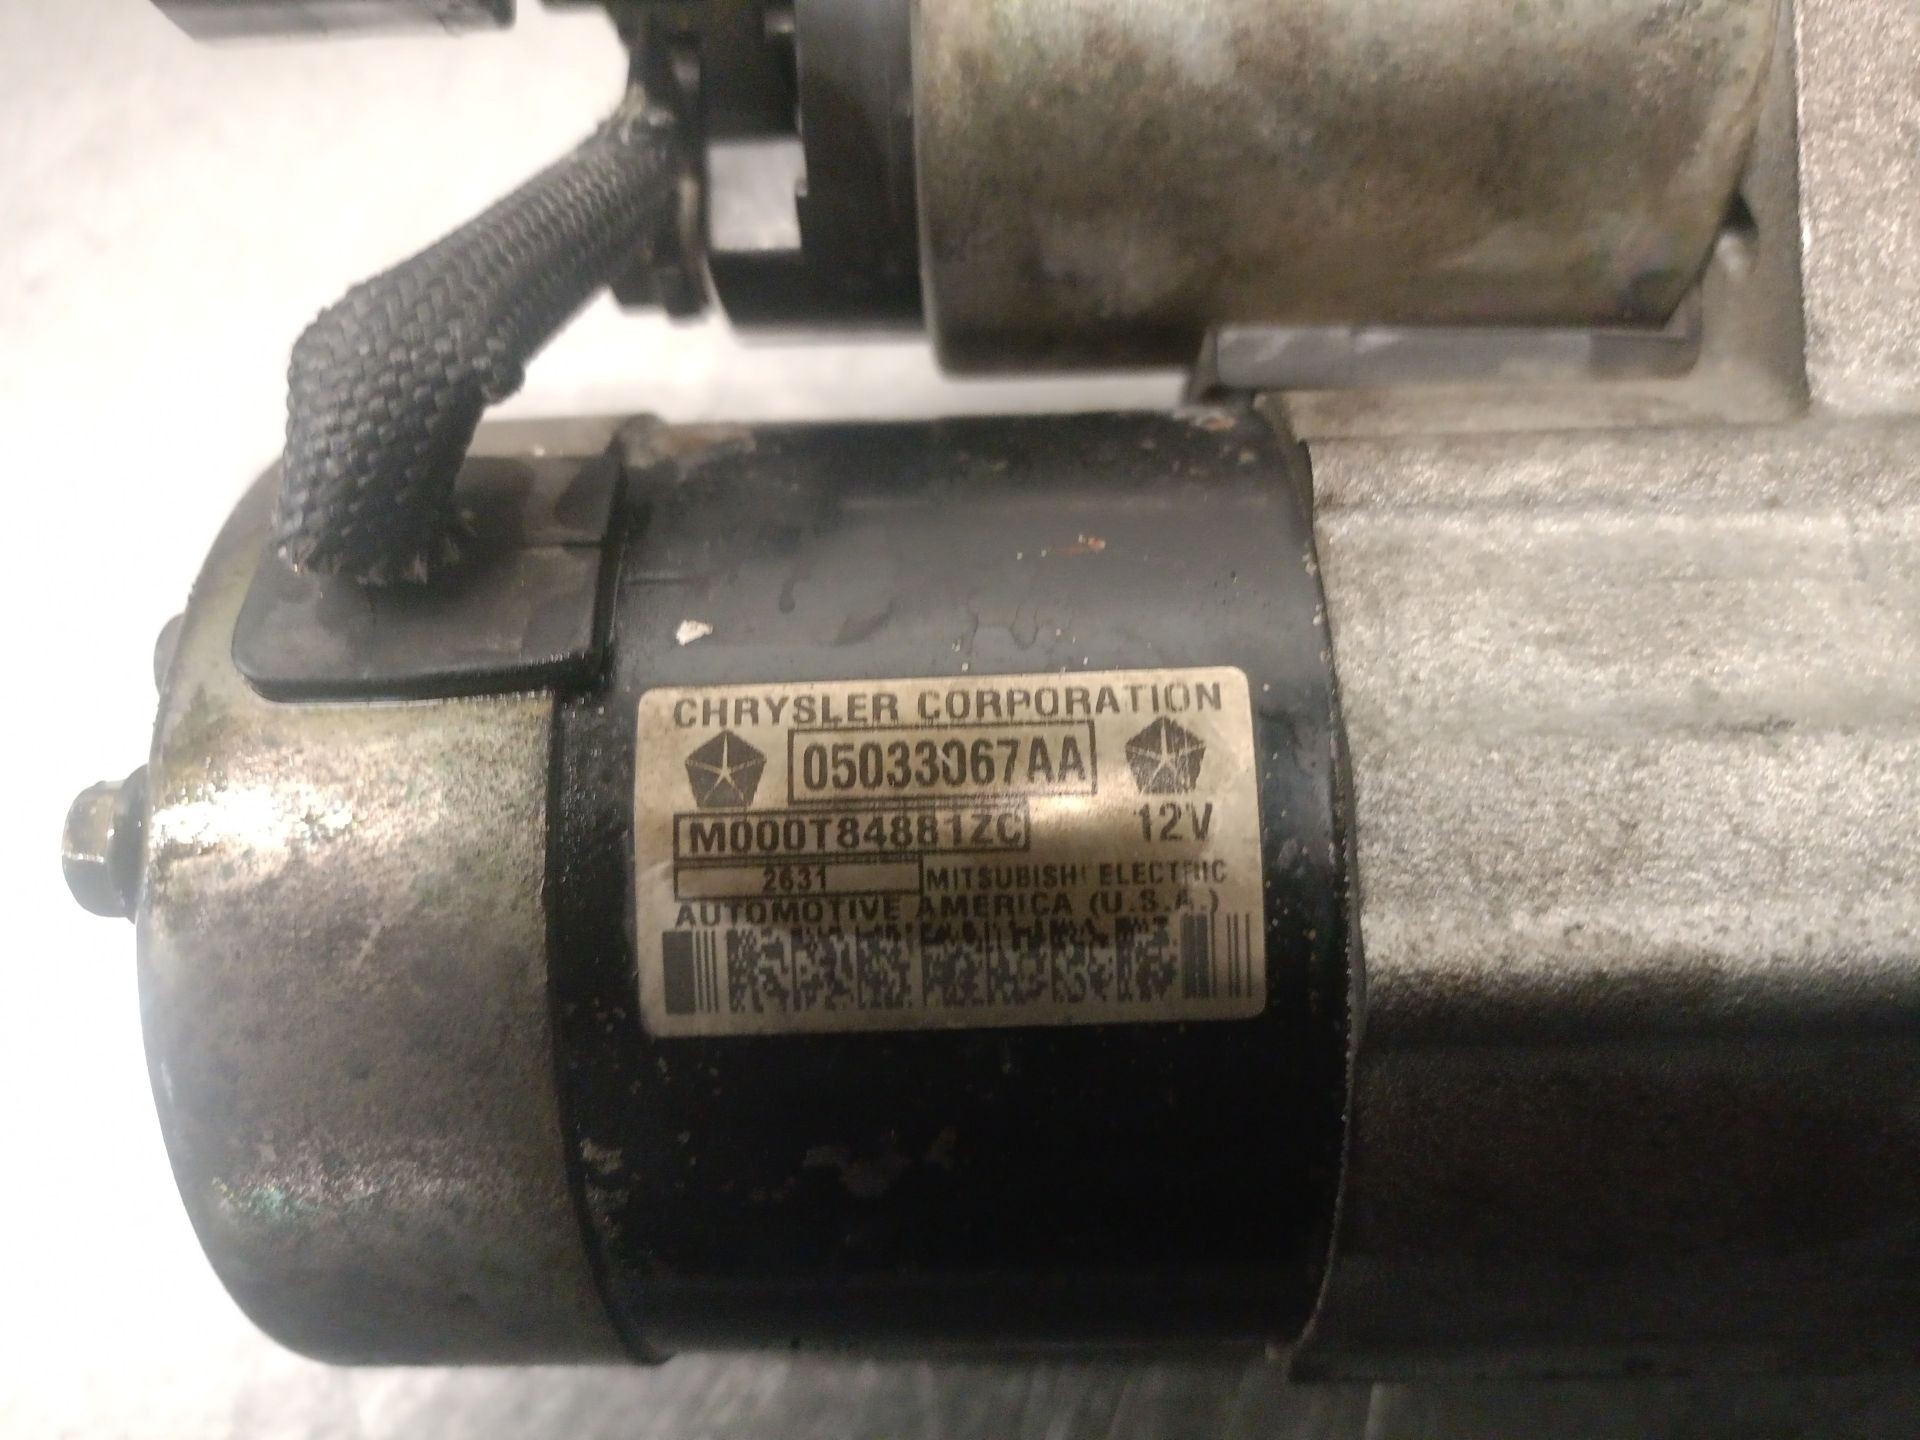 CHRYSLER CORPORATION
05033067AA
M000T84881ZC 12V
2631 MITSUBISHI ELECTRIC
AUTOMOTIVE AMERICA (U.S.A.)